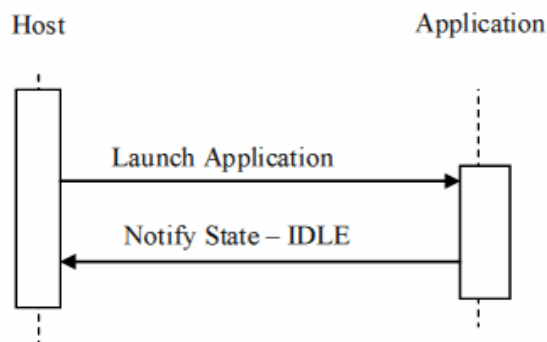 Host
Application
Launch Application
Notify State – IDLE